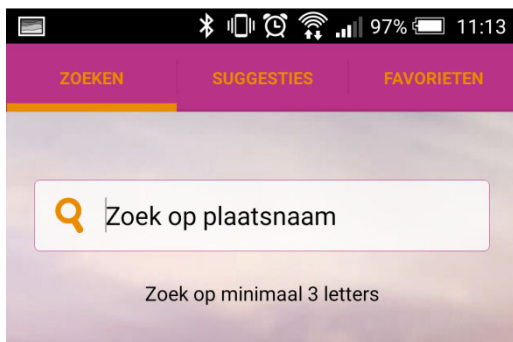 97% 11:13
ZOEKEN SUGGESTIES FAVORIETEN
Zoek op plaatsnaam
Zoek op minimaal 3 letters